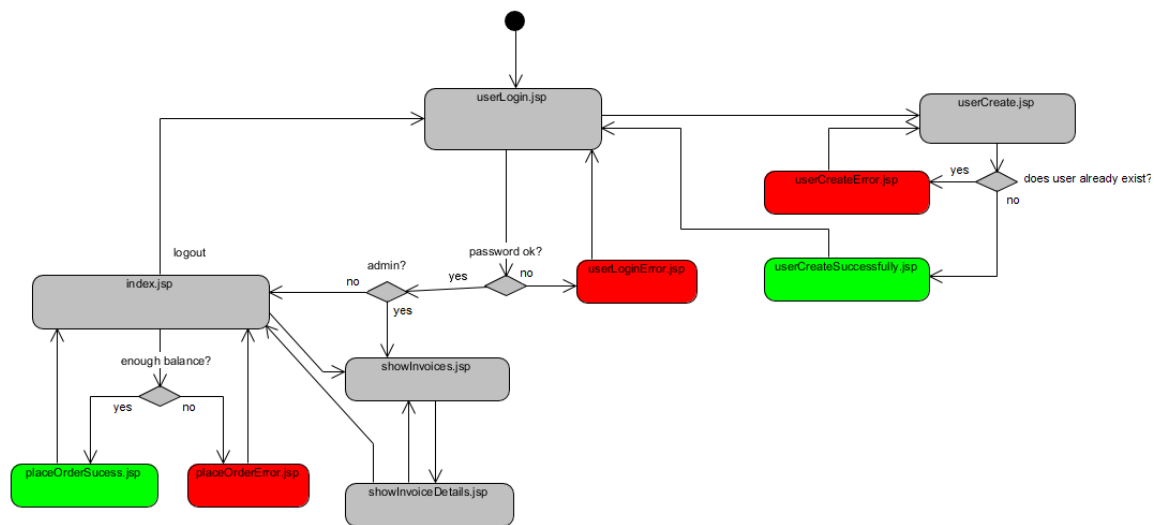 userLogin.jsp
userCreate.jsp
userCreateError.jsp
yes
does user already exist?
no
userCreateSuccessfully.jsp
logout
password ok?
admin?
yes
no
userLoginError.jsp
no
index.jsp
yes
enough balance?
showInvoices.jsp
yes
no
placeOrderSucess.jsp
placeOrderError.jsp
showInvoiceDetails.jsp